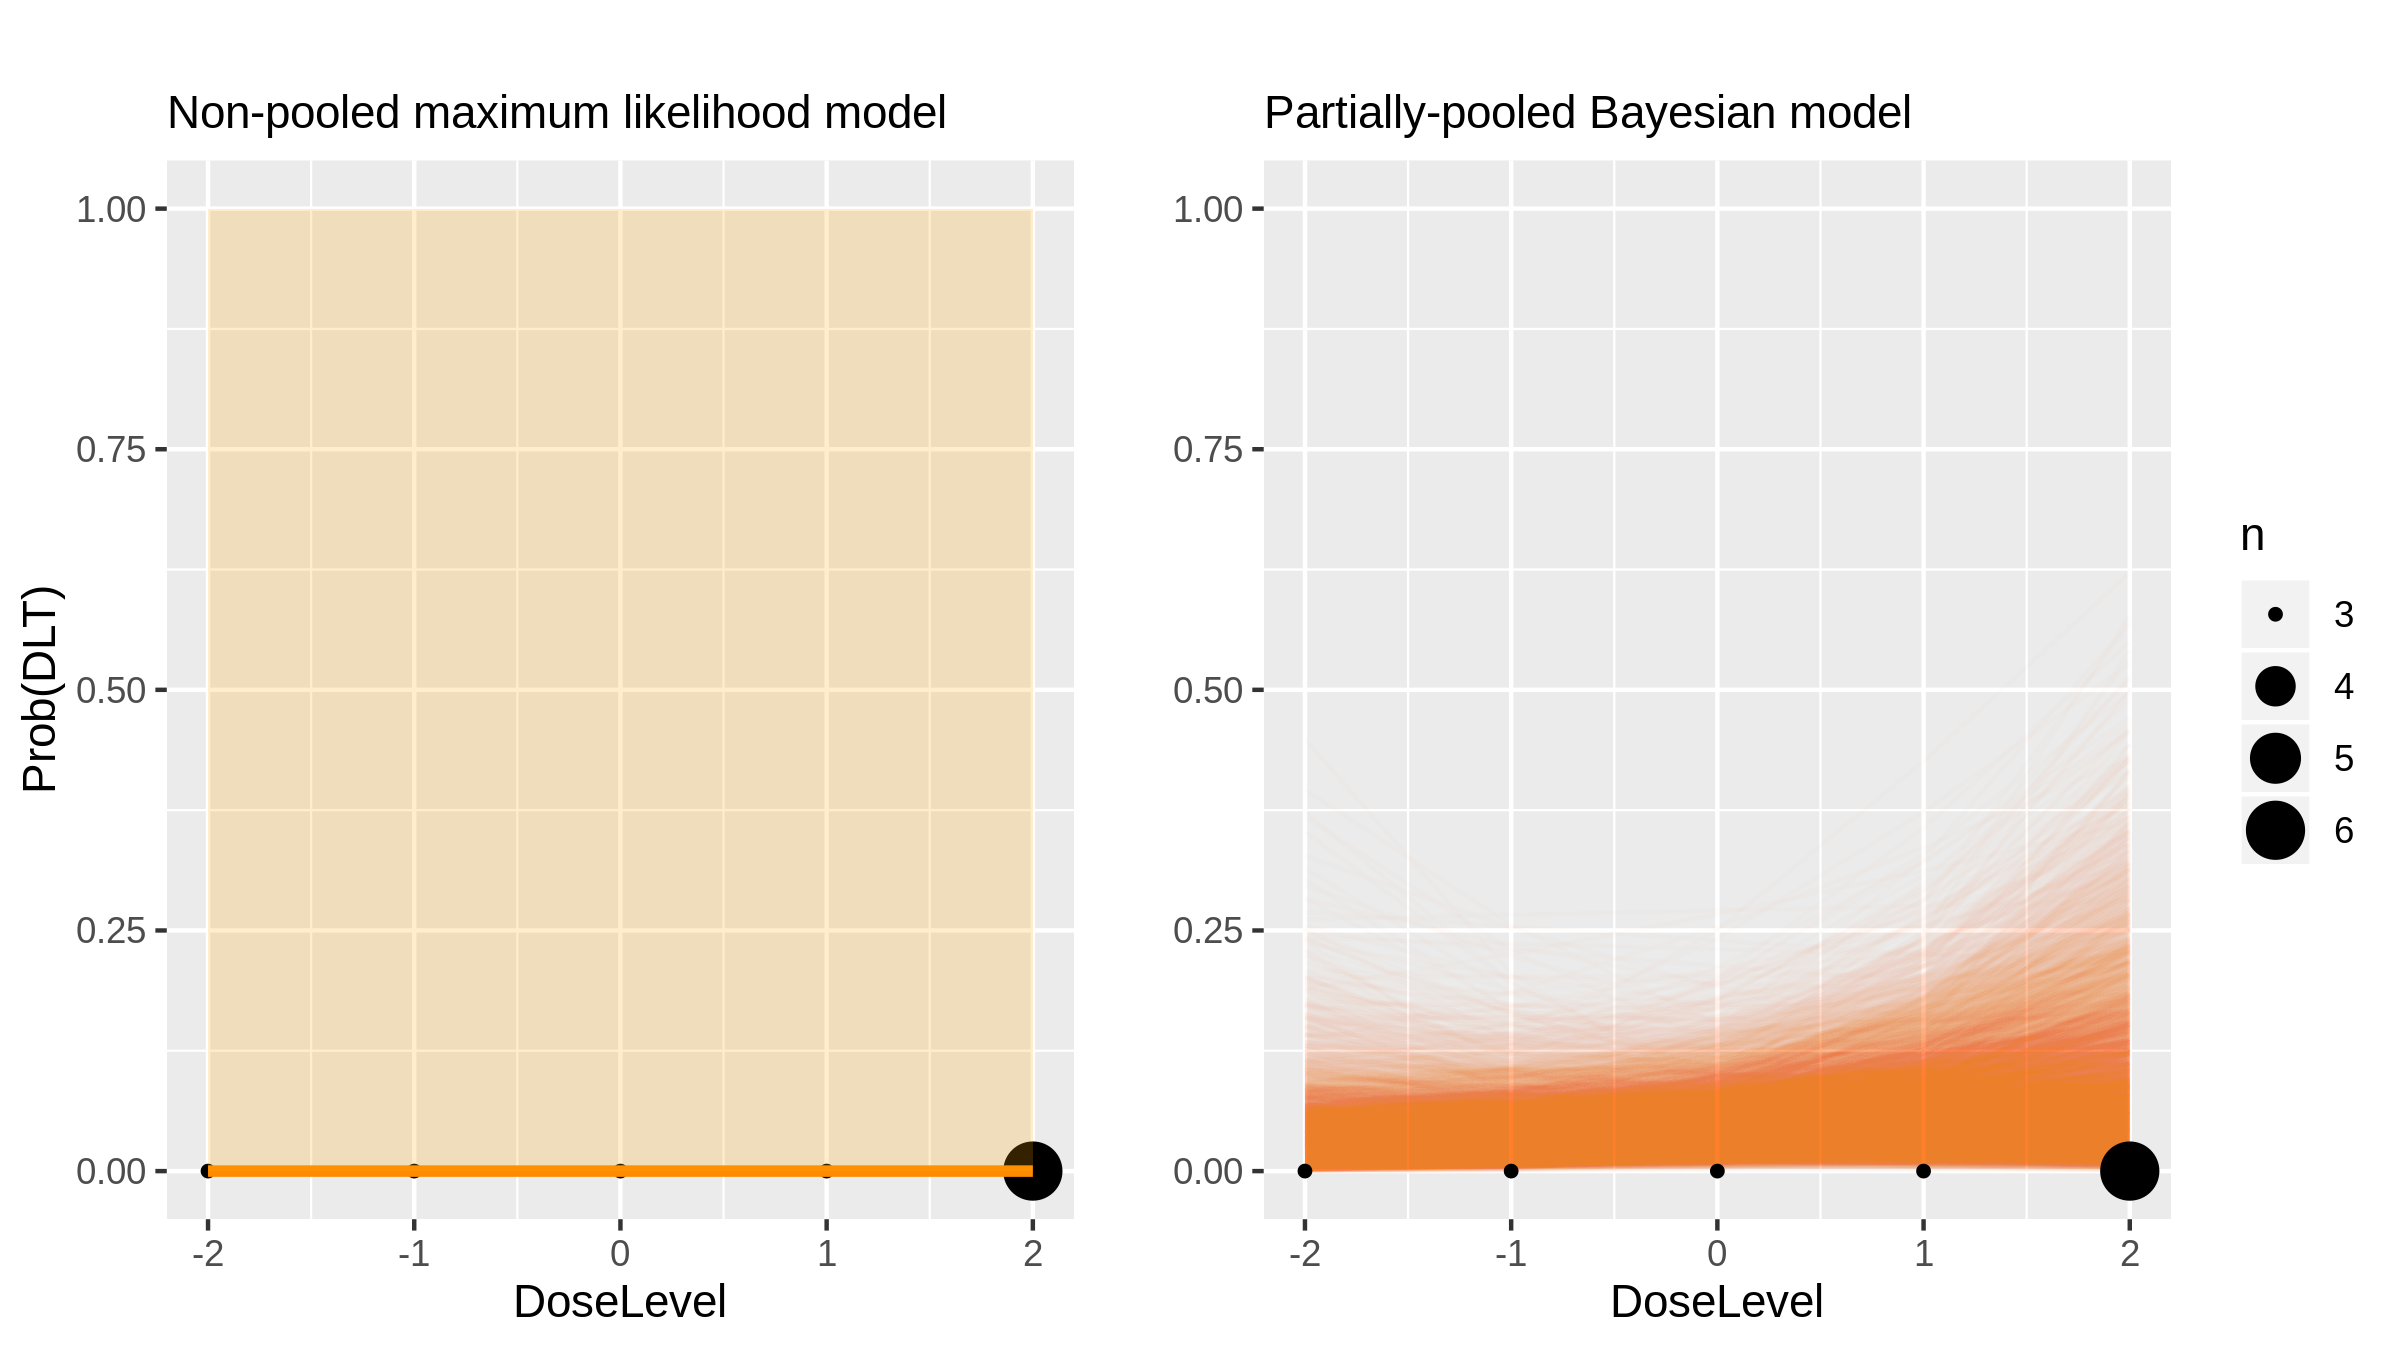 Non-pooled maximum likelihood model
Partially-pooled Bayesian model
Prob(DLT)
1.00
0.75
0.50
0.25
0.00
-2 -1 0 1 2
DoseLevel
1.00
0.75
0.50
0.25
0.00
-2 -1 0 1 2
DoseLevel
n
3
4
5
6